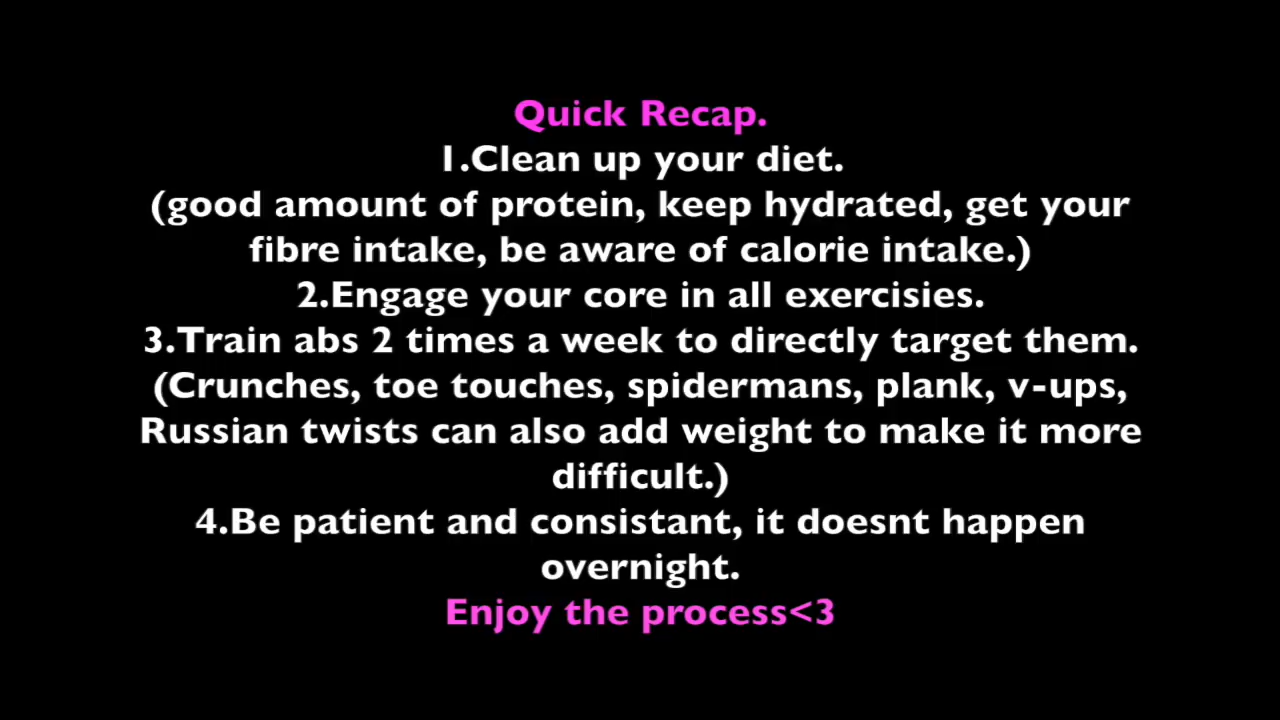 Quick Recap.
1.Clean up your diet.
(good amount of protein, keep hydrated, get your
fibre intake, be aware of calorie intake.)
2.Engage your core in all exercisies.
3.Train abs 2 times a week to directly target them.
(Crunches, toe touches, spidermans, plank, v-ups,
Russian twists can also add weight to make it more
difficult.)
4.Be patient and consistant, it doesnt happen
overnight.
Enjoy the process<3